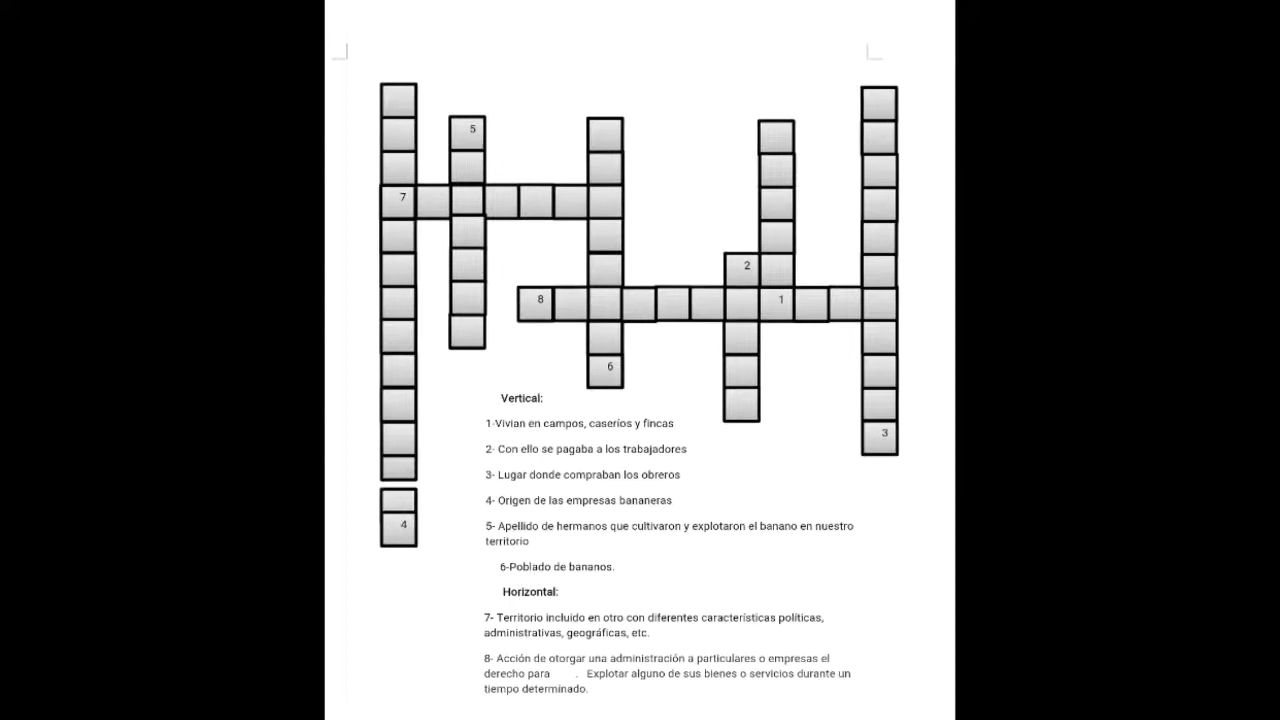 5
7
2
8
1
6
3
4
Vertical:
1-Vivian en campos, caseríos y fincas
2- Con ello se pagaba a los trabajadores
3- Lugar donde compraban los obreros
4- Origen de las empresas bananeras
5- Apellido de hermanos que cultivaron y explotaron el banano en nuestro
territorio
6-Poblado de bananos.
Horizontal:
7- Territorio incluido en otro con diferentes características políticas,
administrativas, geográficas, etc.
8- Acción de otorgar una administración a particulares o empresas el
derecho para . Explotar alguno de sus bienes o servicios durante un
tiempo determinado.